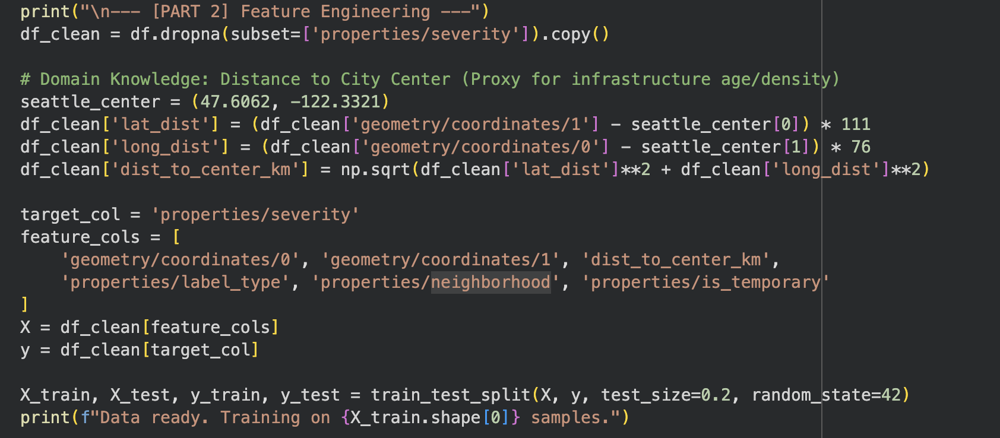 print("\n--- [PART 2] Feature Engineering ---")
df_clean = df.dropna(subset=['properties/severity']).copy()
# Domain Knowledge: Distance to City Center (Proxy for infrastructure age/density)
seattle_center = (47.6062, -122.3321)
df_clean['lat_dist'] = (df_clean['geometry/coordinates/1'] - seattle_center[0]) * 111
df_clean['long_dist'] = (df_clean['geometry/coordinates/0'] - seattle_center[1]) * 76
df_clean['dist_to_center_km'] = np.sqrt(df_clean['lat_dist']**2 + df_clean['long_dist']**2)
target_col = 'properties/severity'
feature_cols = [
    'geometry/coordinates/0', 'geometry/coordinates/1', 'dist_to_center_km',
    'properties/label_type', 'properties/neighborhood', 'properties/is_temporary'
]
X = df_clean[feature_cols]
y = df_clean[target_col]
X_train, X_test, y_train, y_test = train_test_split(X, y, test_size=0.2, random_state=42)
print(f"Data ready. Training on {X_train.shape[0]} samples.")